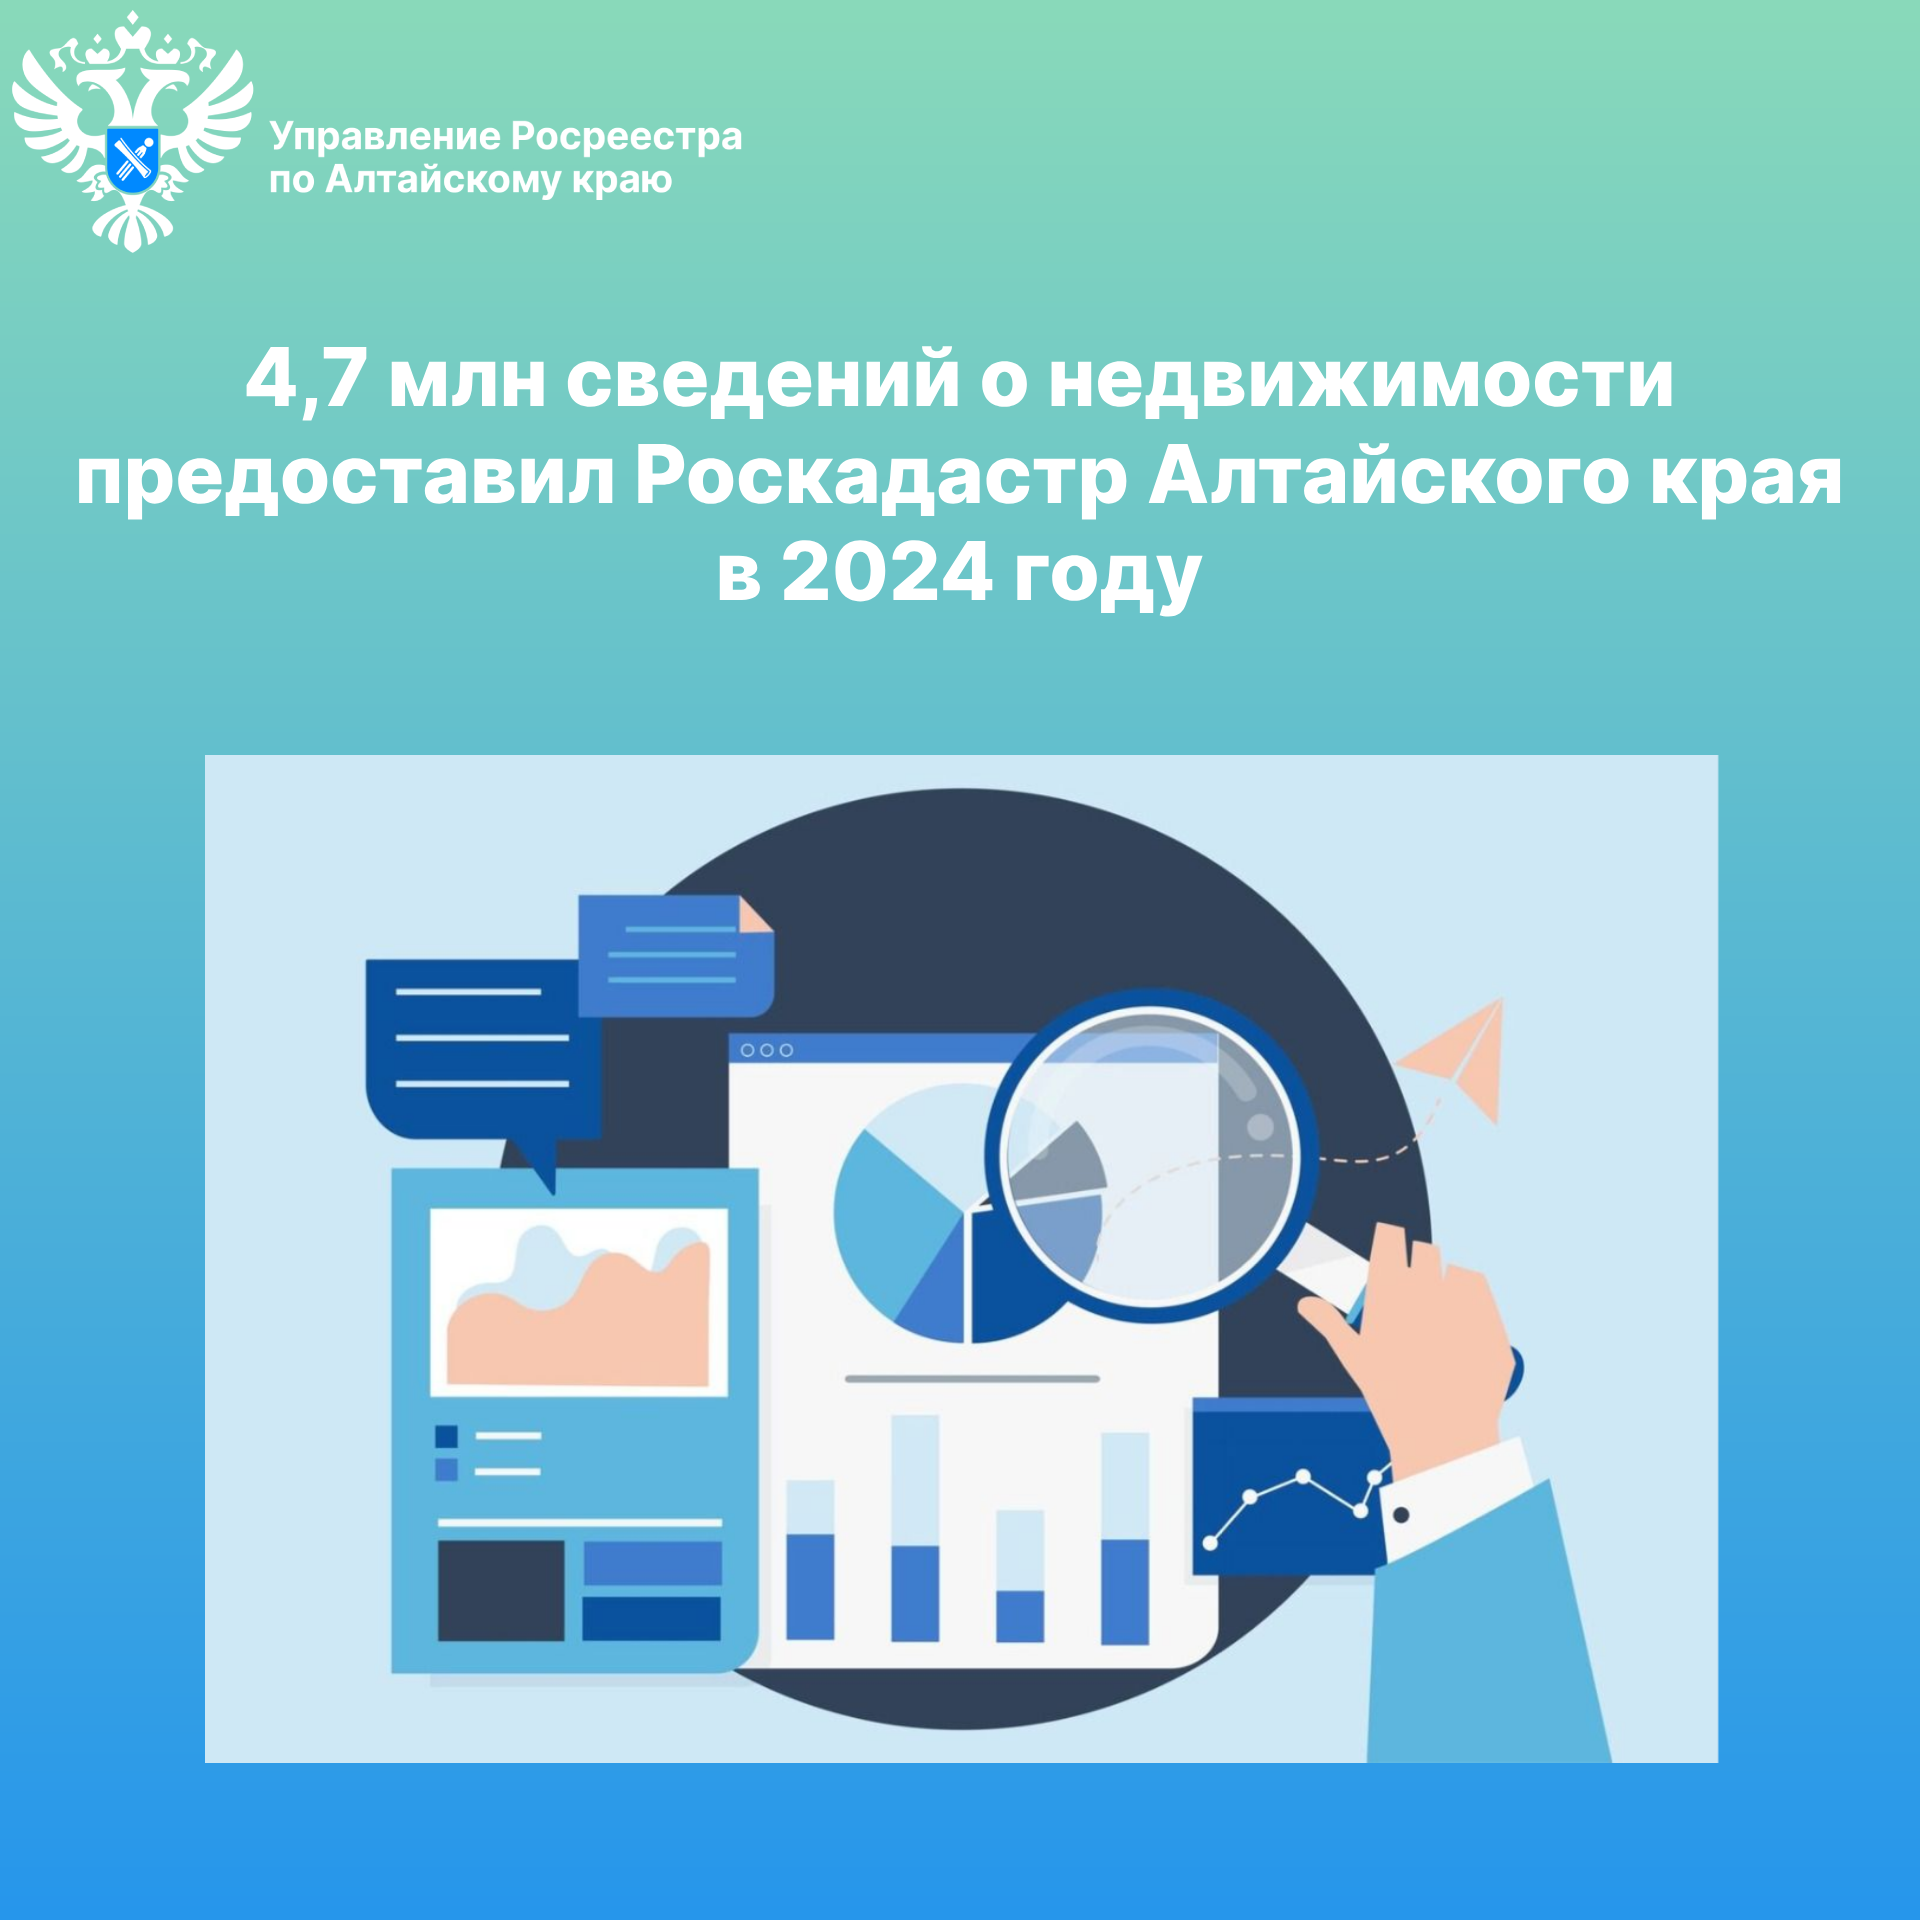 Управление Росреестра
по Алтайскому краю
4,7 млн сведений о недвижимости
предоставил Роскадастр Алтайского края
в 2024 году